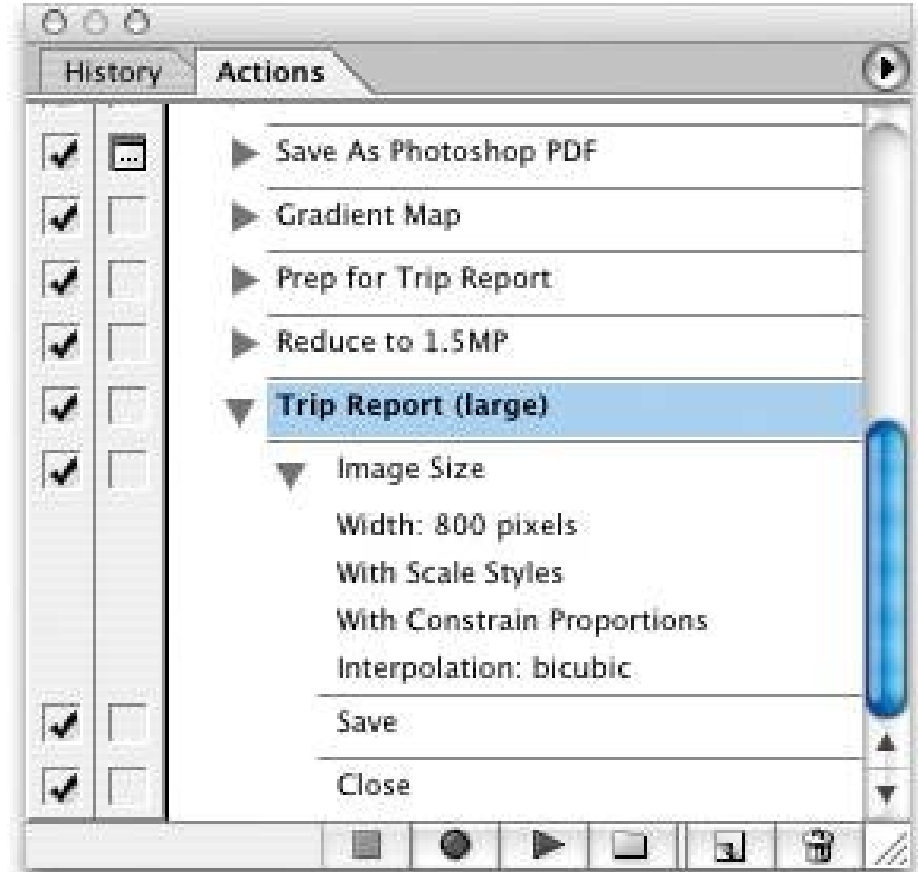 History
Actions
Save As Photoshop PDF
Gradient Map
Prep for Trip Report
Reduce to 1.5MP
Trip Report (large)
Image Size
Width: 800 pixels
With Scale Styles
With Constrain Proportions
Interpolation: bicubic
Save
Close